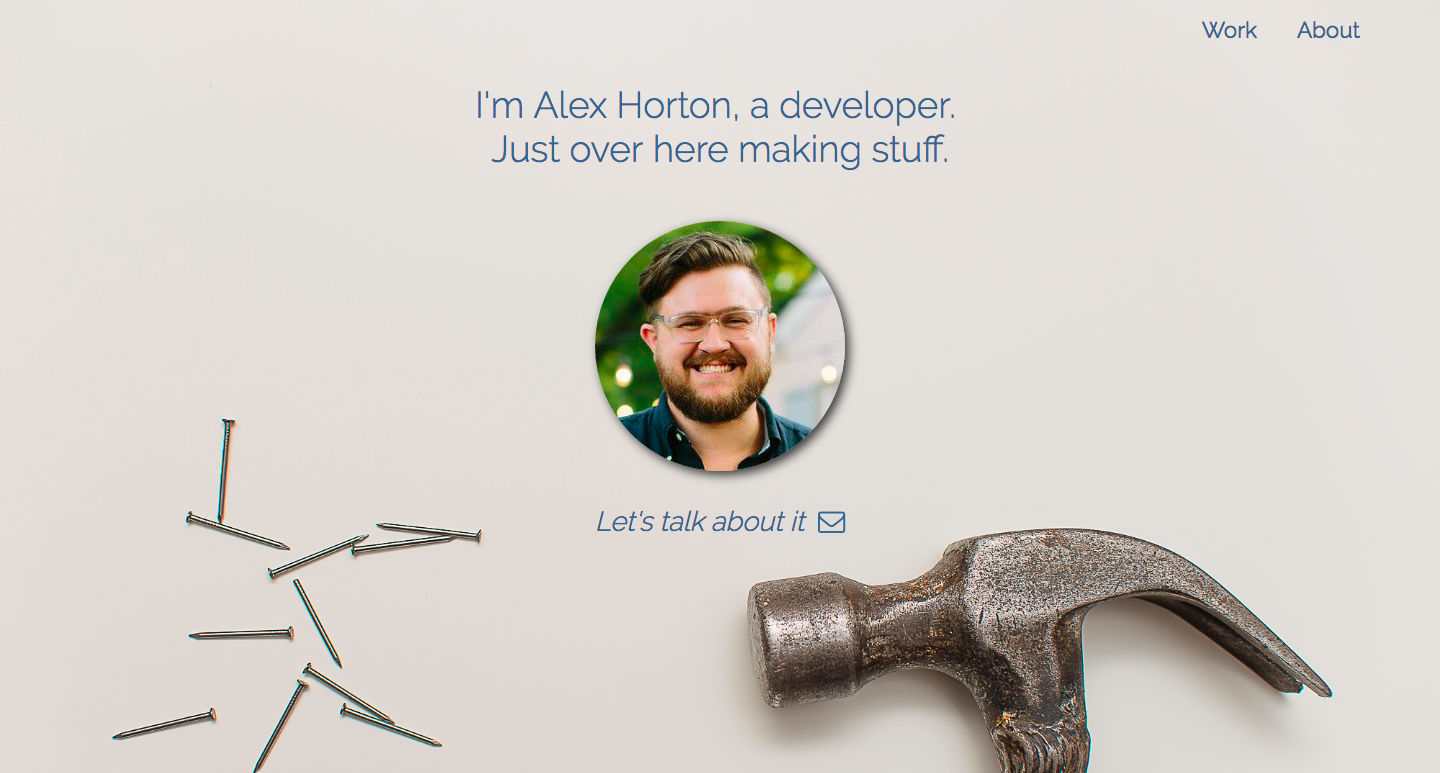 Work About
I'm Alex Horton, a developer.
Just over here making stuff.
Let's talk about it